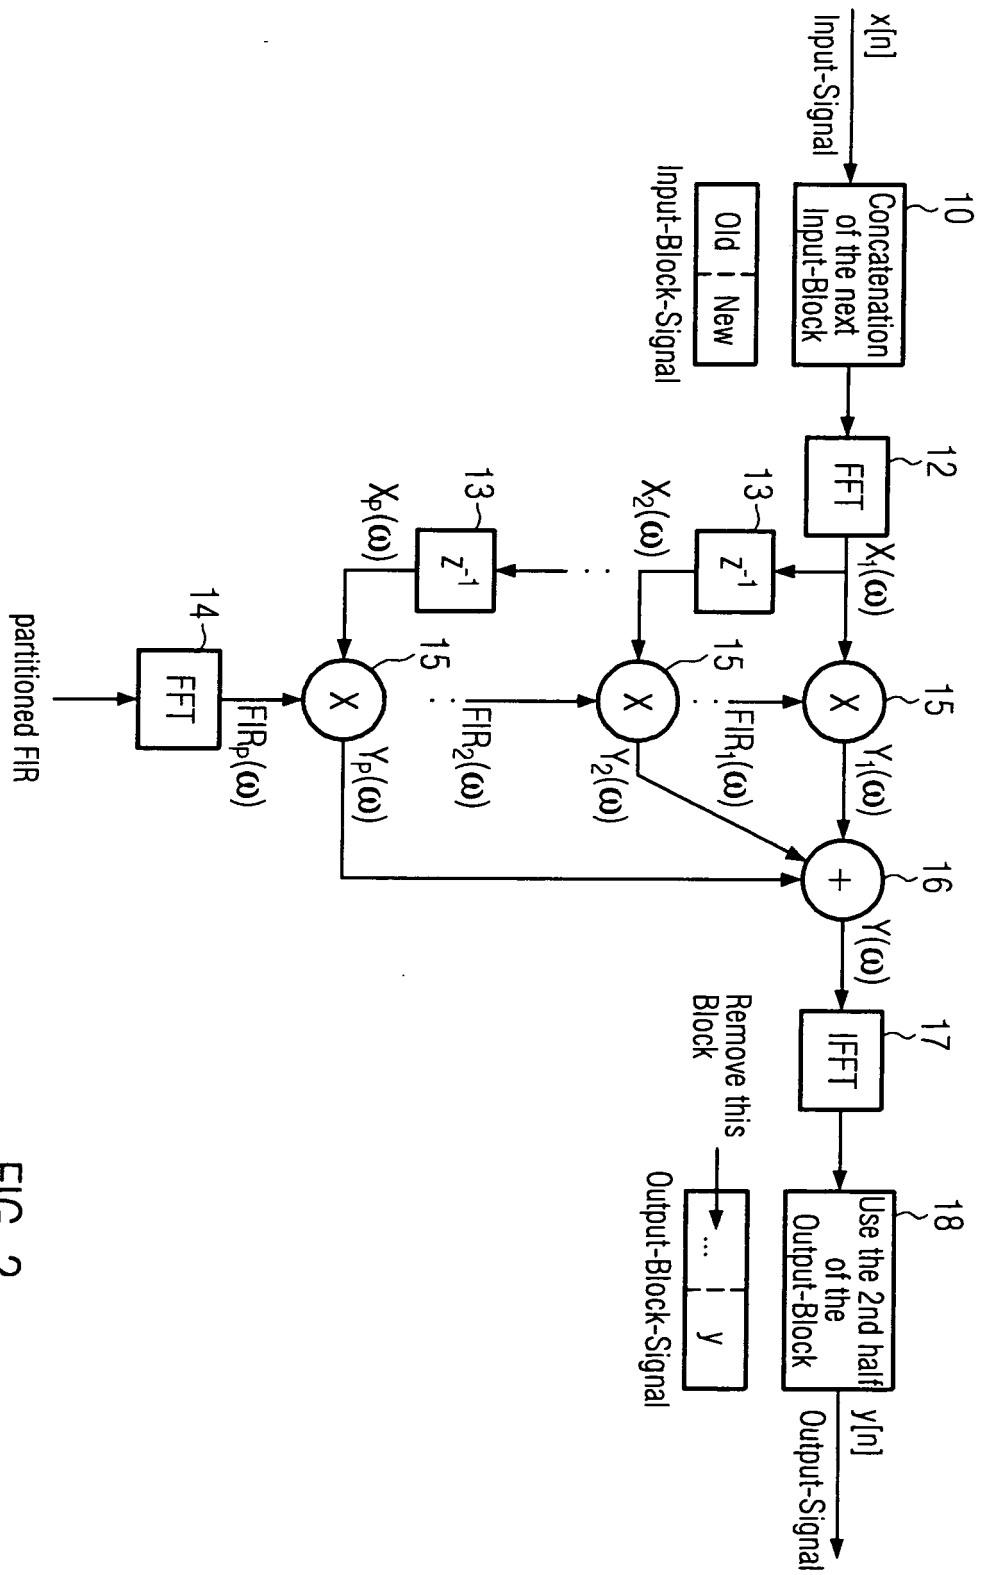 x[n]
Input-Signal
10
Concatenation
of the next
Input-Block
Old
New
Input-Block-Signal
12
FFT
X₁(ω)
13
z⁻¹
X₂(ω)
. . .
13
z⁻¹
Xₚ(ω)
15
X
Y₁(ω)
. . FIR₁(ω)
15
X
Y₂(ω)
. . FIR₂(ω)
15
X
Yₚ(ω)
FIRₚ(ω)
14
FFT
partitioned FIR
16
+
Y(ω)
17
IFFT
18
Use the 2nd half
of the
Output-Block
y[n]
Output-Signal
Remove this
Block
...
y
Output-Block-Signal
FIG 2